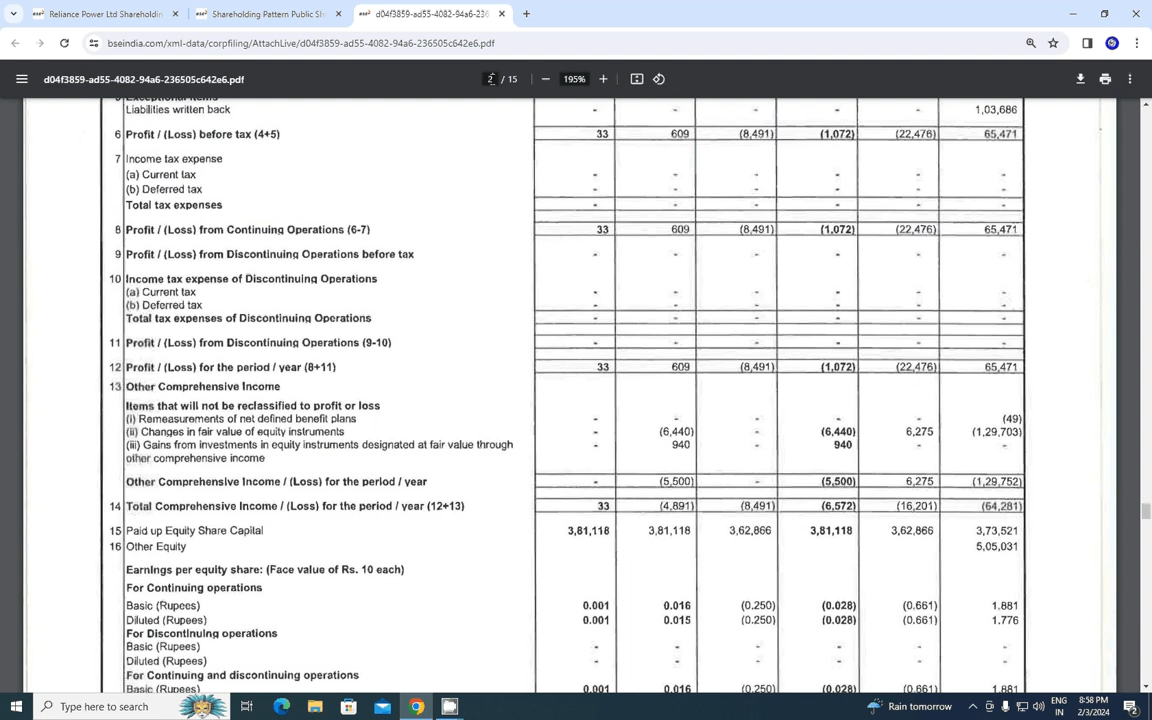 Reliance Power Ltd Shareholdin
Shareholding Pattern Public Sh
d04f3859-ad55-4082-94a6-236
bseindia.com/xml-data/corpfiling/AttachLive/d04f3859-ad55-4082-94a6-236505c642e6.pdf
d04f3859-ad55-4082-94a6-236505c642e6.pdf 2 / 15 195%
5 Exceptional Items
Liabilities written back - - - - - 1,03,686
6 Profit / (Loss) before tax (4+5) 33 609 (8,491) (1,072) (22,476) 65,471
7 Income tax expense
(a) Current tax - - - - - -
(b) Deferred tax - - - - - -
Total tax expenses - - - - - -
8 Profit / (Loss) from Continuing Operations (6-7) 33 609 (8,491) (1,072) (22,476) 65,471
9 Profit / (Loss) from Discontinuing Operations before tax - - - - - -
10 Income tax expense of Discontinuing Operations
(a) Current tax - - - - - -
(b) Deferred tax - - - - - -
Total tax expenses of Discontinuing Operations - - - - - -
11 Profit / (Loss) from Discontinuing Operations (9-10) - - - - - -
12 Profit / (Loss) for the period / year (8+11) 33 609 (8,491) (1,072) (22,476) 65,471
13 Other Comprehensive Income
Items that will not be reclassified to profit or loss
(i) Remeasurements of net defined benefit plans - - - - - (49)
(ii) Changes in fair value of equity instruments - (6,440) - (6,440) 6,275 (1,29,703)
(iii) Gains from investments in equity instruments designated at fair value through - 940 - 940 - -
other comprehensive income
Other Comprehensive Income / (Loss) for the period / year - (5,500) - (5,500) 6,275 (1,29,752)
14 Total Comprehensive Income / (Loss) for the period / year (12+13) 33 (4,891) (8,491) (6,572) (16,201) (64,281)
15 Paid up Equity Share Capital 3,81,118 3,81,118 3,62,866 3,81,118 3,62,866 3,73,521
16 Other Equity 5,05,031
Earnings per equity share: (Face value of Rs. 10 each)
For Continuing operations
Basic (Rupees) 0.001 0.016 (0.250) (0.028) (0.661) 1.881
Diluted (Rupees) 0.001 0.015 (0.250) (0.028) (0.661) 1.776
For Discontinuing operations
Basic (Rupees) - - - - - -
Diluted (Rupees) - - - - - -
For Continuing and discontinuing operations
Basic (Rupees) 0.001 0.016 (0.250) (0.028) (0.661) 1.881
Type here to search
Rain tomorrow
ENG
IN
8:58 PM
2/3/2024
2